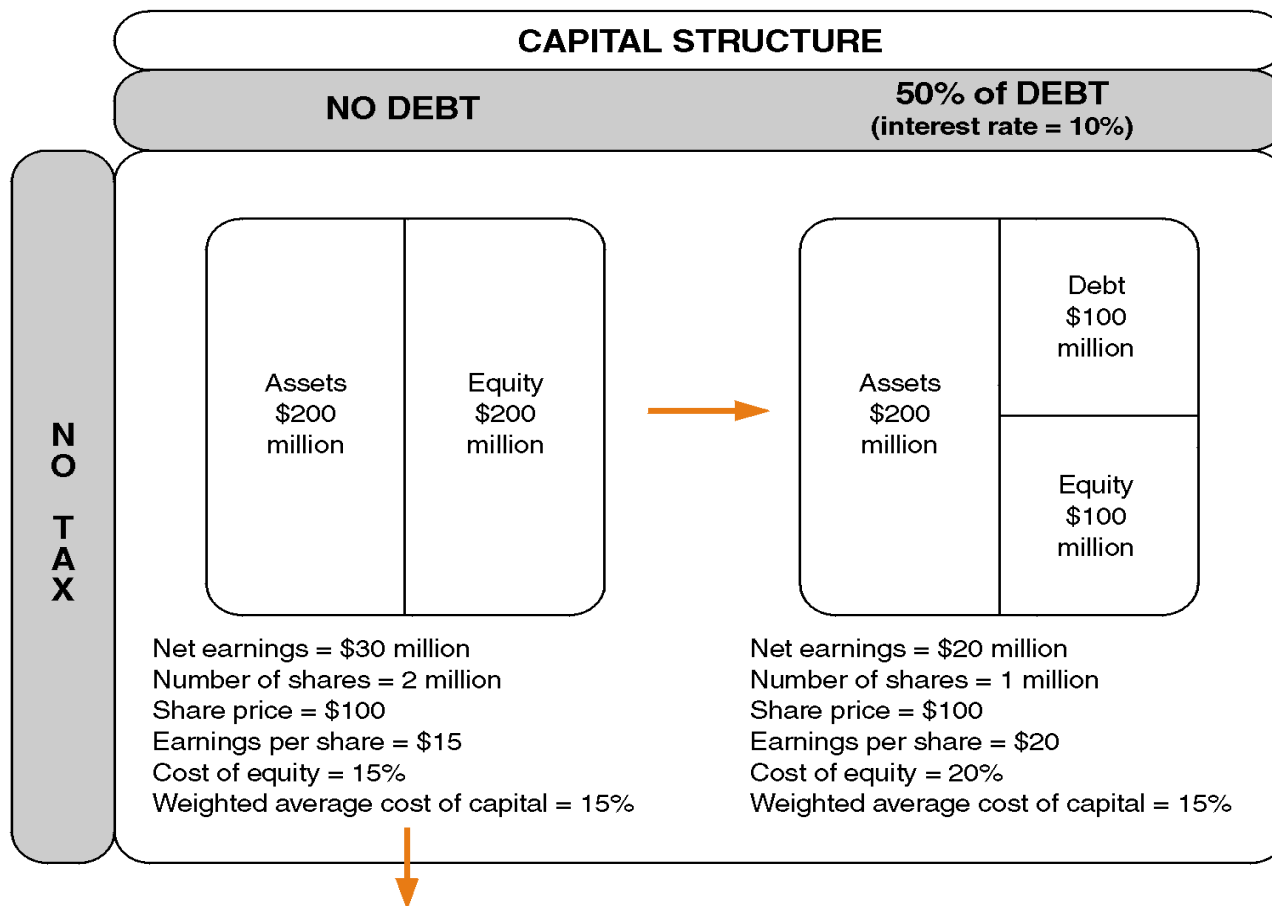 CAPITAL STRUCTURE
NO DEBT
50% of DEBT
(interest rate = 10%)
NO TAX
Assets
$200
million
Equity
$200
million
Assets
$200
million
Debt
$100
million
Equity
$100
million
Net earnings = $30 million
Number of shares = 2 million
Share price = $100
Earnings per share = $15
Cost of equity = 15%
Weighted average cost of capital = 15%
Net earnings = $20 million
Number of shares = 1 million
Share price = $100
Earnings per share = $20
Cost of equity = 20%
Weighted average cost of capital = 15%